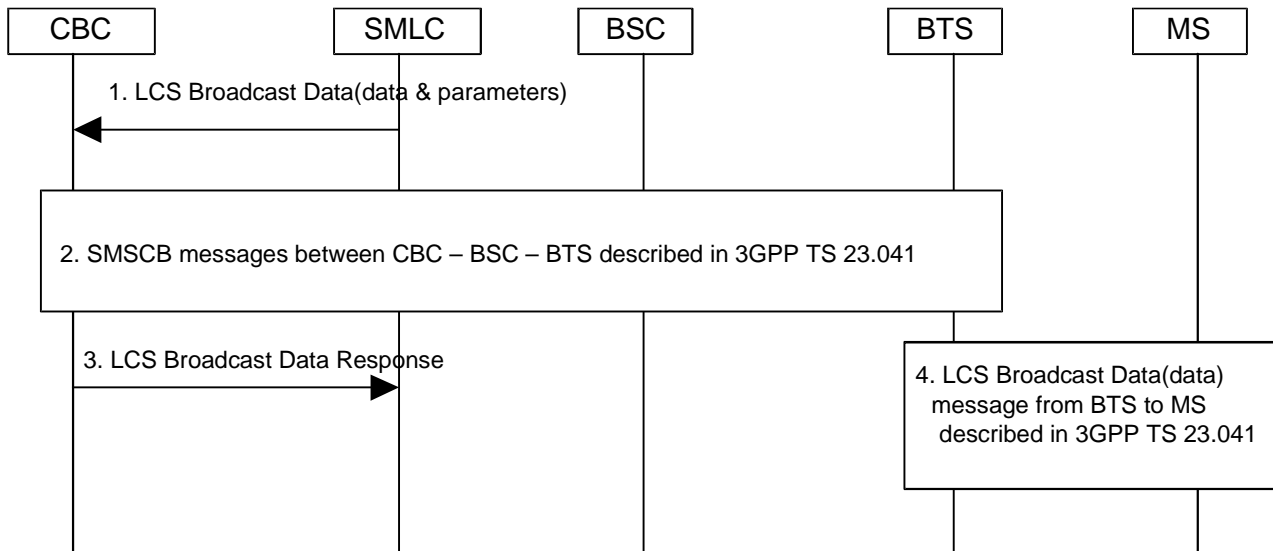 CBC
SMLC
BSC
BTS
MS
1. LCS Broadcast Data(data & parameters)
2. SMSCB messages between CBC – BSC – BTS described in 3GPP TS 23.041
3. LCS Broadcast Data Response
4. LCS Broadcast Data(data)
message from BTS to MS
described in 3GPP TS 23.041